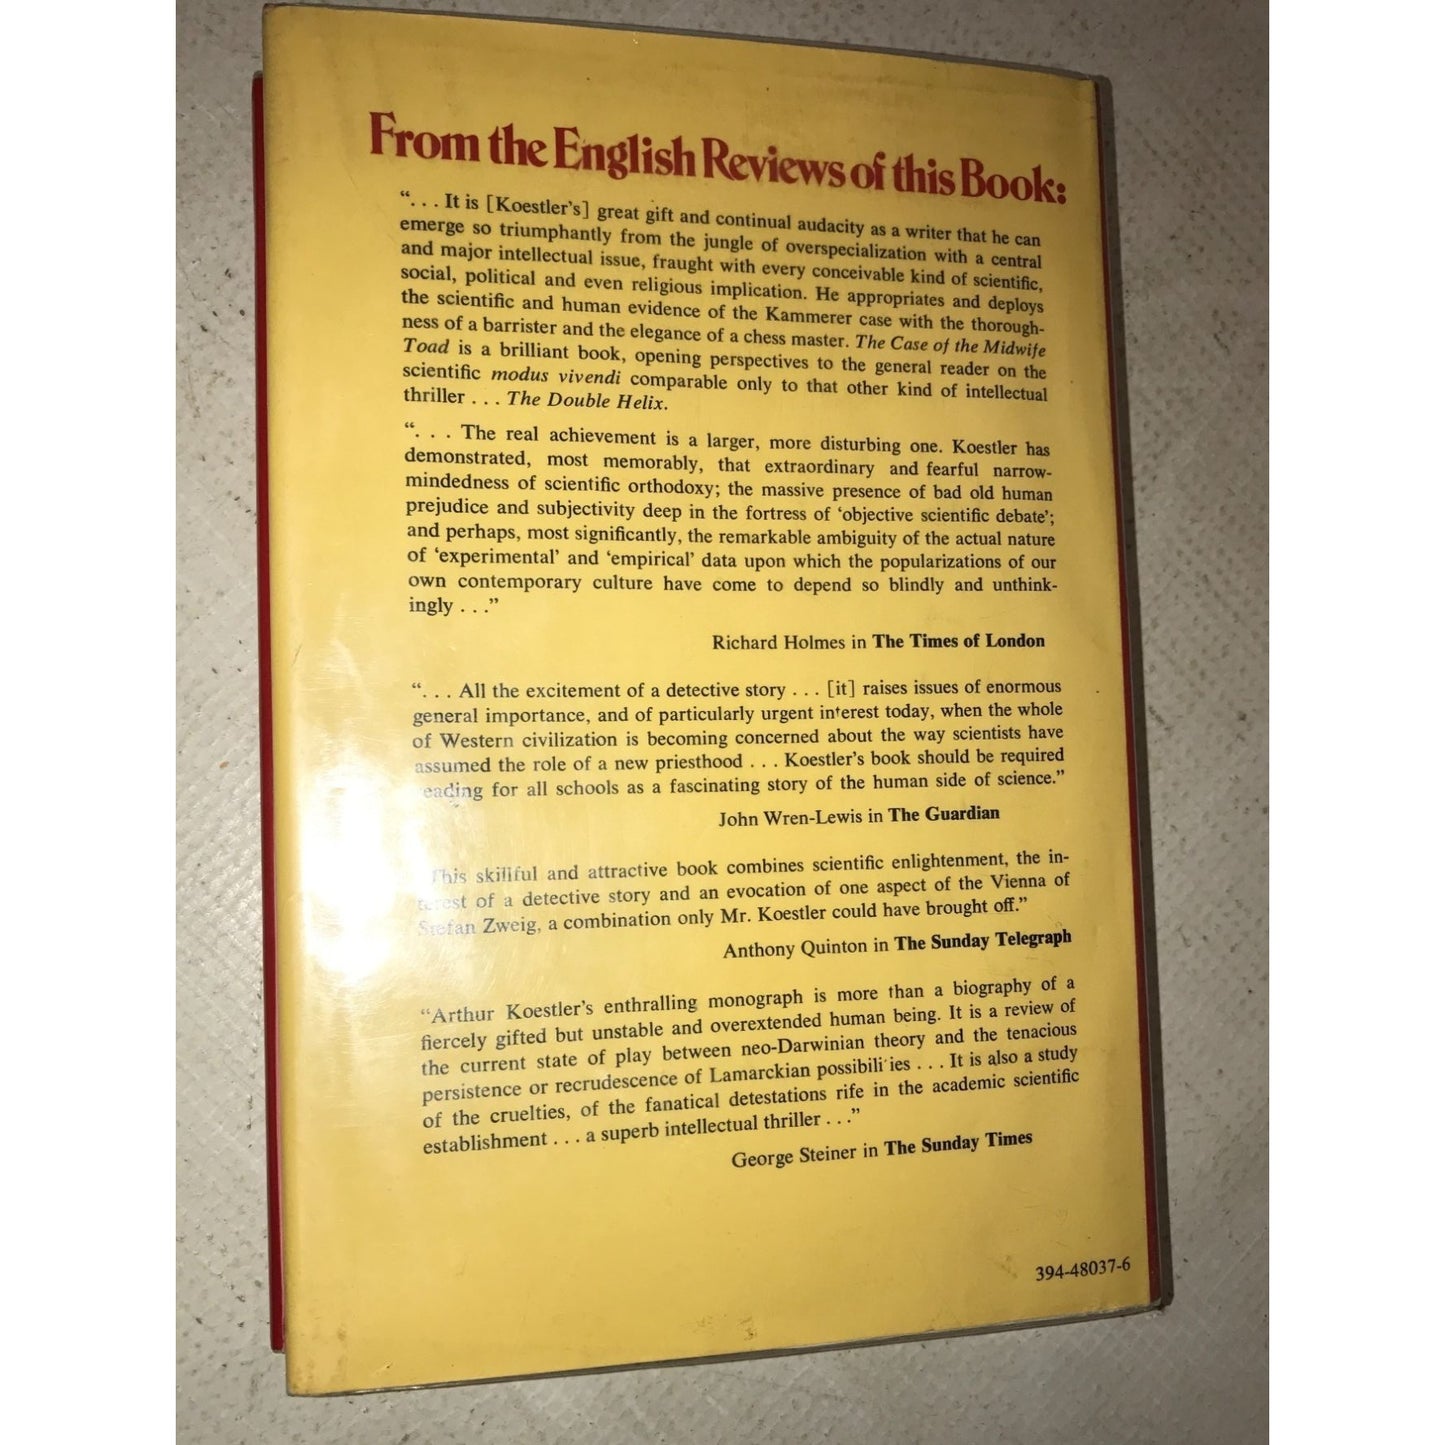 From the English Reviews of this Book:
“. . . It is [Koestler's] great gift and continual audacity as a writer that he can
emerge so triumphantly from the jungle of overspecialization with a central
and major intellectual issue, fraught with every conceivable kind of scientific,
social, political and even religious implication. He appropriates and deploys
the scientific and human evidence of the Kammerer case with the thorough-
ness of a barrister and the elegance of a chess master. The Case of the Midwife
Toad is a brilliant book, opening perspectives to the general reader on the
scientific modus vivendi comparable only to that other kind of intellectual
thriller . . . The Double Helix.
“. . . The real achievement is a larger, more disturbing one. Koestler has
demonstrated, most memorably, that extraordinary and fearful narrow-
mindedness of scientific orthodoxy; the massive presence of bad old human
prejudice and subjectivity deep in the fortress of ‘objective scientific debate’;
and perhaps, most significantly, the remarkable ambiguity of the actual nature
of ‘experimental’ and ‘empirical’ data upon which the popularizations of our
own contemporary culture have come to depend so blindly and unthink-
ingly . . .”
Richard Holmes in The Times of London
“. . . All the excitement of a detective story . . . [it] raises issues of enormous
general importance, and of particularly urgent interest today, when the whole
of Western civilization is becoming concerned about the way scientists have
assumed the role of a new priesthood . . . Koestler's book should be required
reading for all schools as a fascinating story of the human side of science.”
John Wren-Lewis in The Guardian
This skillful and attractive book combines scientific enlightenment, the in-
terest of a detective story and an evocation of one aspect of the Vienna of
Stefan Zweig, a combination only Mr. Koestler could have brought off.”
Anthony Quinton in The Sunday Telegraph
“Arthur Koestler's enthralling monograph is more than a biography of a
fiercely gifted but unstable and overextended human being. It is a review of
the current state of play between neo-Darwinian theory and the tenacious
persistence or recrudescence of Lamarckian possibilities . . . It is also a study
of the cruelties, of the fanatical detestations rife in the academic scientific
establishment . . . a superb intellectual thriller . . .”
George Steiner in The Sunday Times
394-48037-6